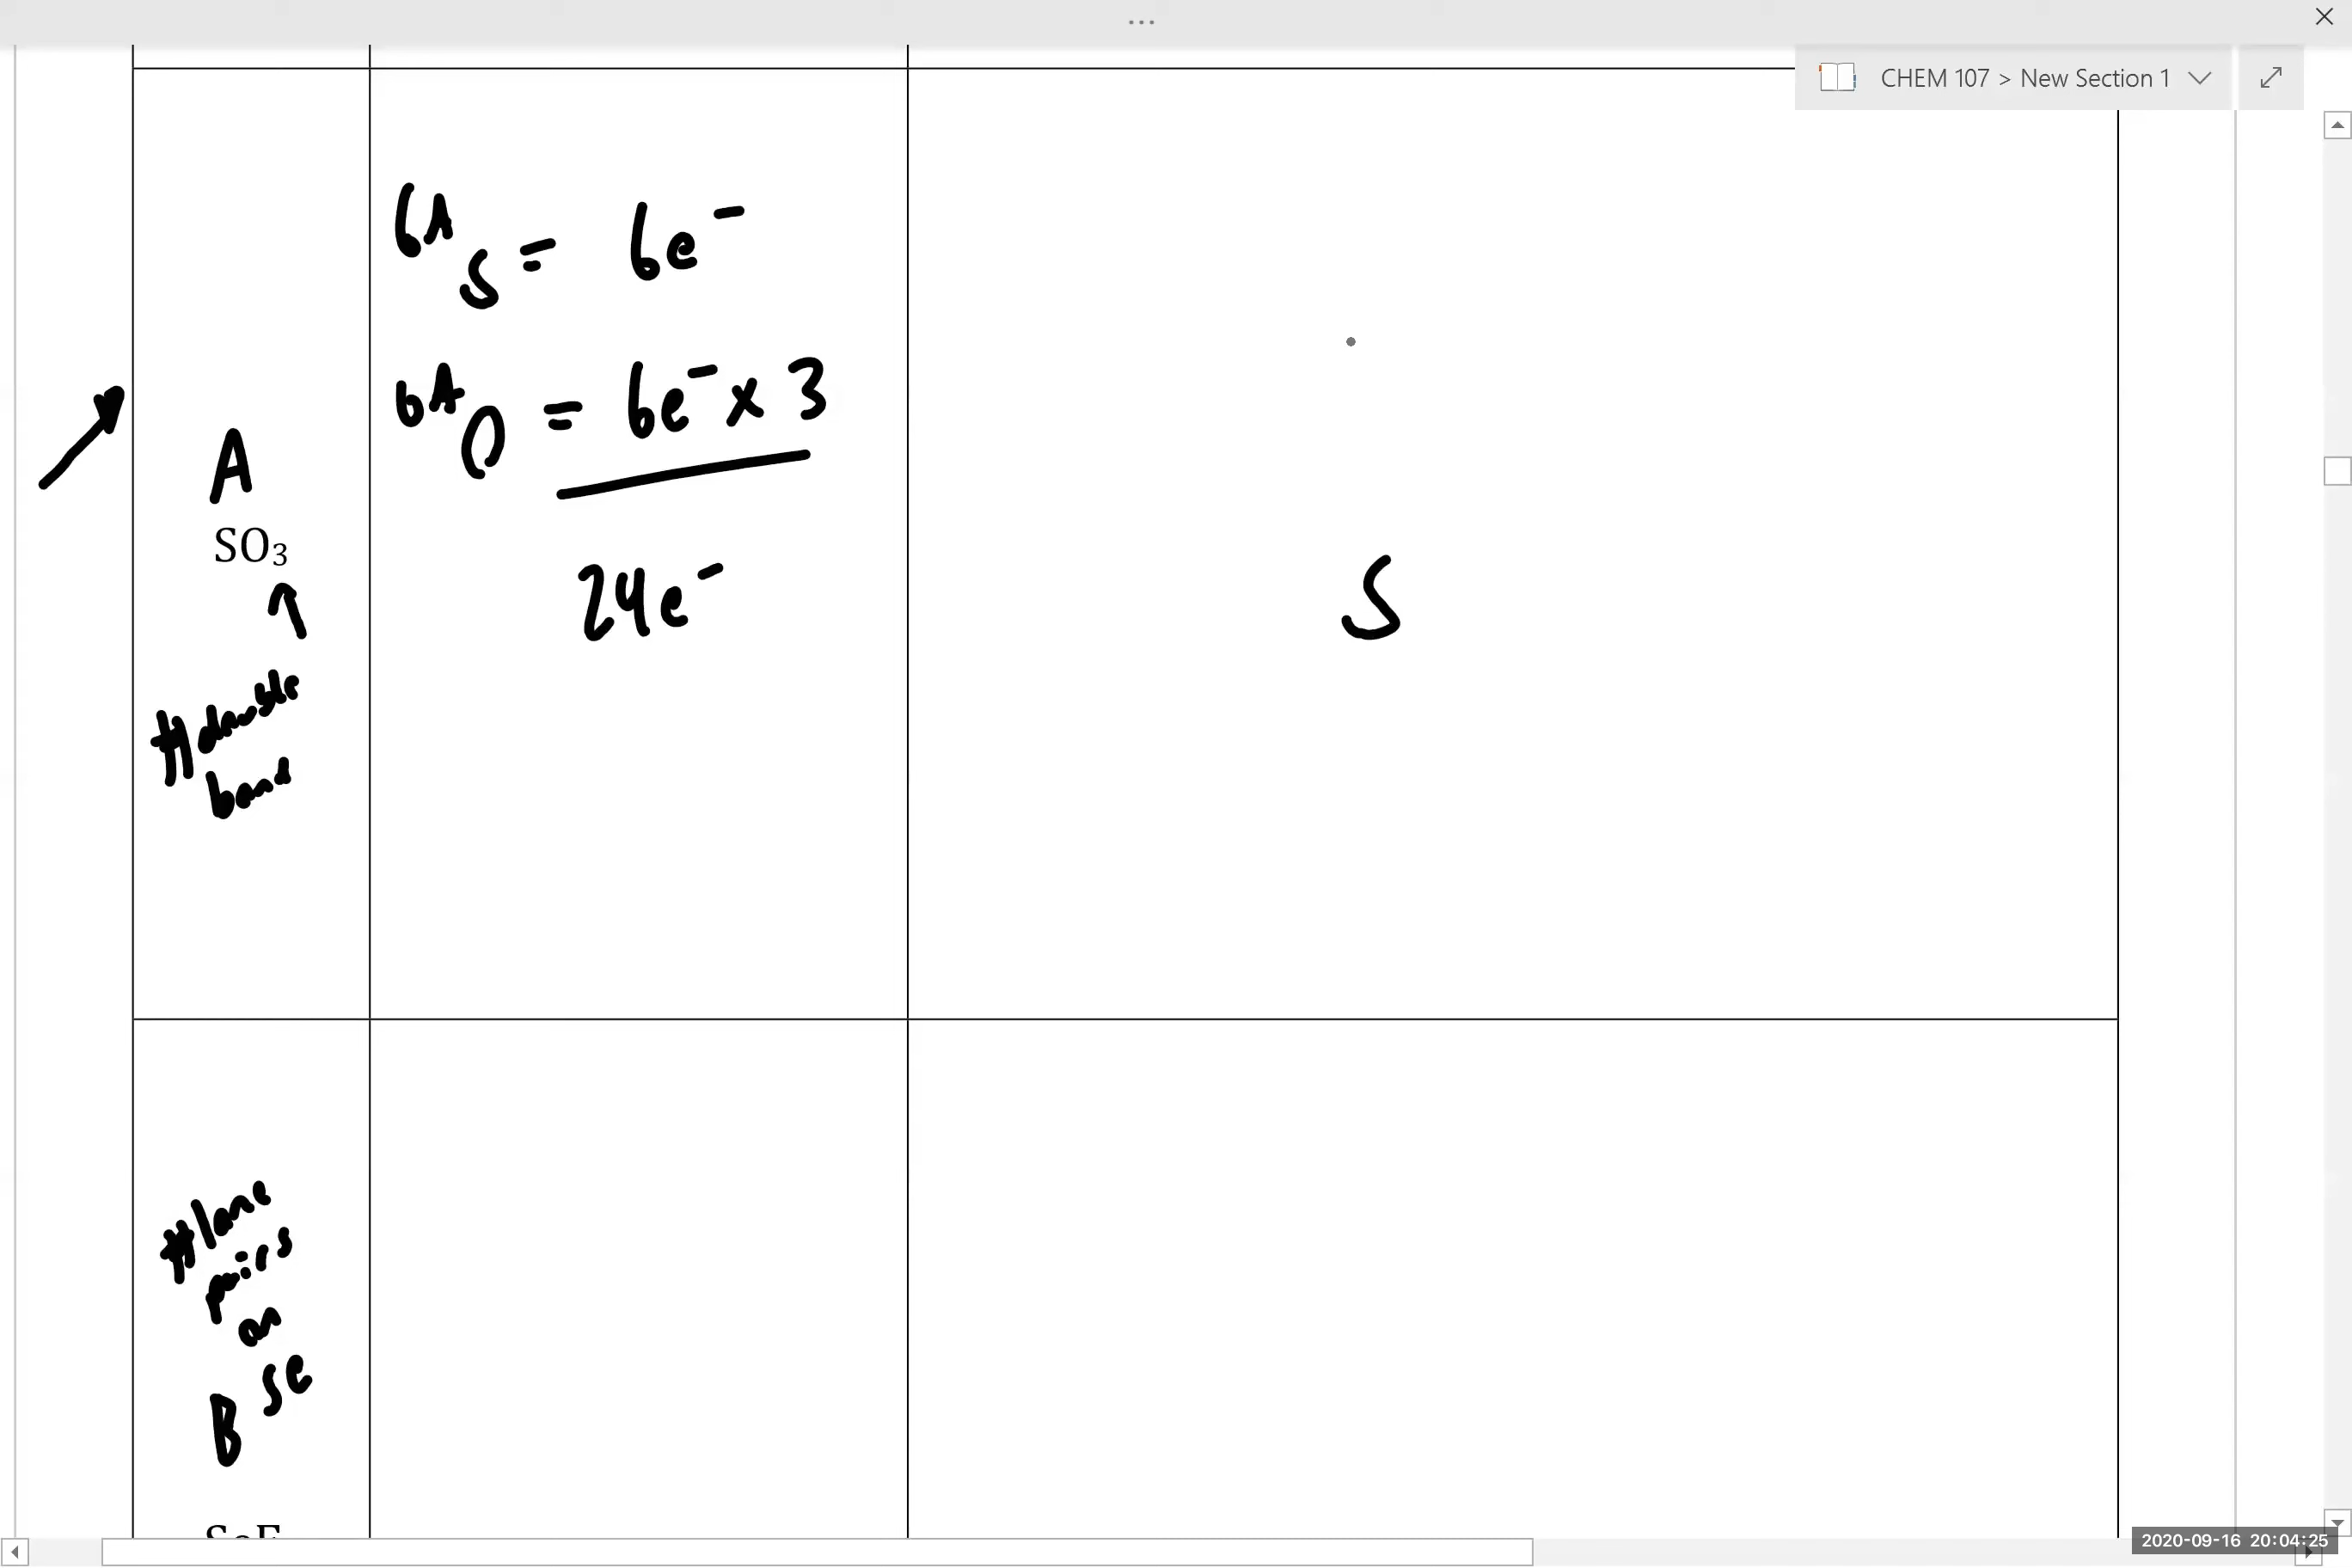 CHEM 107 > New Section 1
6A S = 6e⁻
6A O = 6e⁻ x 3
24e⁻
A
SO₃
# double
bond
S
# lone
pairs
on
Se
B
2020-09-16 20:04:25